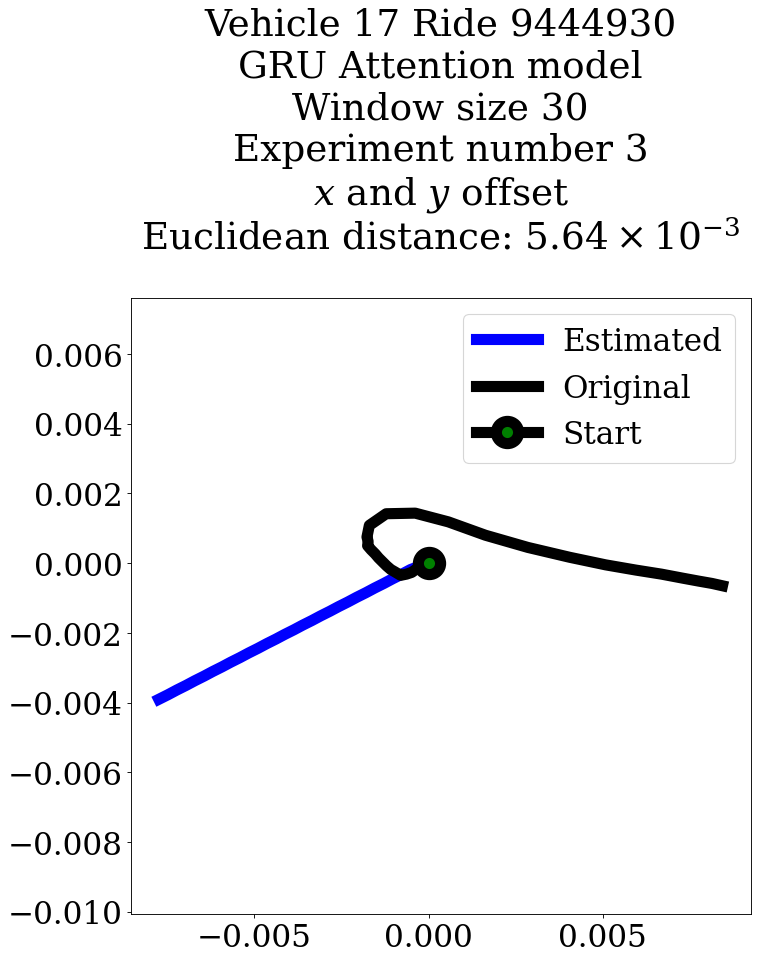 Vehicle 17 Ride 9444930
GRU Attention model
Window size 30
Experiment number 3
x and y offset
Euclidean distance: 5.64 × 10⁻³
Estimated
Original
Start
0.006
0.004
0.002
0.000
−0.002
−0.004
−0.006
−0.008
−0.010
−0.005 0.000 0.005